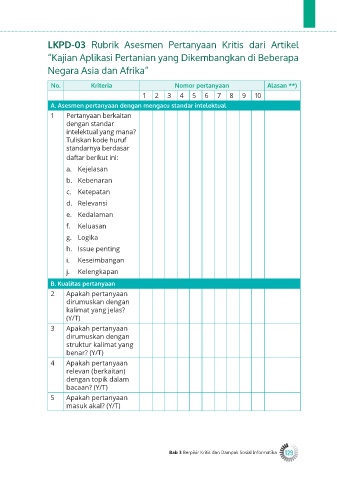 LKPD-03 Rubrik Asesmen Pertanyaan Kritis dari Artikel
“Kajian Aplikasi Pertanian yang Dikembangkan di Beberapa
Negara Asia dan Afrika”
No. Kriteria Nomor pertanyaan Alasan **)
1 2 3 4 5 6 7 8 9 10
A. Asesmen pertanyaan dengan mengacu standar intelektual
1 Pertanyaan berkaitan
dengan standar
intelektual yang mana?
Tuliskan kode huruf
standarnya berdasar
daftar berikut ini:
a. Kejelasan
b. Kebenaran
c. Ketepatan
d. Relevansi
e. Kedalaman
f. Keluasan
g. Logika
h. Issue penting
i. Keseimbangan
j. Kelengkapan
B. Kualitas pertanyaan
2 Apakah pertanyaan
dirumuskan dengan
kalimat yang jelas?
(Y/T)
3 Apakah pertanyaan
dirumuskan dengan
struktur kalimat yang
benar? (Y/T)
4 Apakah pertanyaan
relevan (berkaitan)
dengan topik dalam
bacaan? (Y/T)
5 Apakah pertanyaan
masuk akal? (Y/T)
Bab 3 Berpikir Kritis dan Dampak Sosial Informatika 129